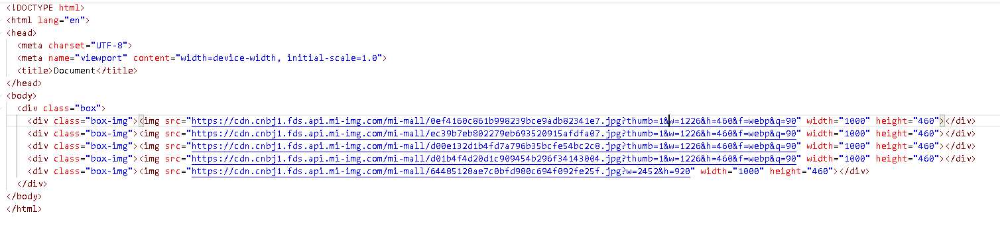 <!DOCTYPE html>
<html lang="en">
<head>
<meta charset="UTF-8">
<meta name="viewport" content="width=device-width, initial-scale=1.0">
<title>Document</title>
</head>
<body>
<div class="box">
<div class="box-img"><img src="https://cdn.cnbj1.fds.api.mi-img.com/mi-mall/0ef4160c861b998239bce9adb82341e7.jpg?thumb=1&w=1226&h=460&f=webp&q=90" width="1000" height="460"></div>
<div class="box-img"><img src="https://cdn.cnbj1.fds.api.mi-img.com/mi-mall/ec39b7eb802279eb693520915afdfa07.jpg?thumb=1&w=1226&h=460&f=webp&q=90" width="1000" height="460"></div>
<div class="box-img"><img src="https://cdn.cnbj1.fds.api.mi-img.com/mi-mall/d00e132d1b4fd7a796b35bcfe54bc2c8.jpg?thumb=1&w=1226&h=460&f=webp&q=90" width="1000" height="460"></div>
<div class="box-img"><img src="https://cdn.cnbj1.fds.api.mi-img.com/mi-mall/d01b4f4d20d1c909454b296f34143004.jpg?thumb=1&w=1226&h=460&f=webp&q=90" width="1000" height="460"></div>
<div class="box-img"><img src="https://cdn.cnbj1.fds.api.mi-img.com/mi-mall/64485128ae7c0bfd980c694f092fe25f.jpg?w=2452&h=920" width="1000" height="460"></div>
</div>
</body>
</html>